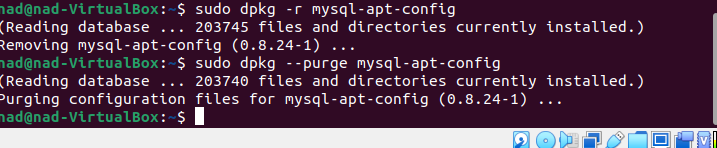 nad@nad-VirtualBox:~$ sudo dpkg -r mysql-apt-config
(Reading database ... 203745 files and directories currently installed.)
Removing mysql-apt-config (0.8.24-1) ...
nad@nad-VirtualBox:~$ sudo dpkg --purge mysql-apt-config
(Reading database ... 203740 files and directories currently installed.)
Purging configuration files for mysql-apt-config (0.8.24-1) ...
nad@nad-VirtualBox:~$